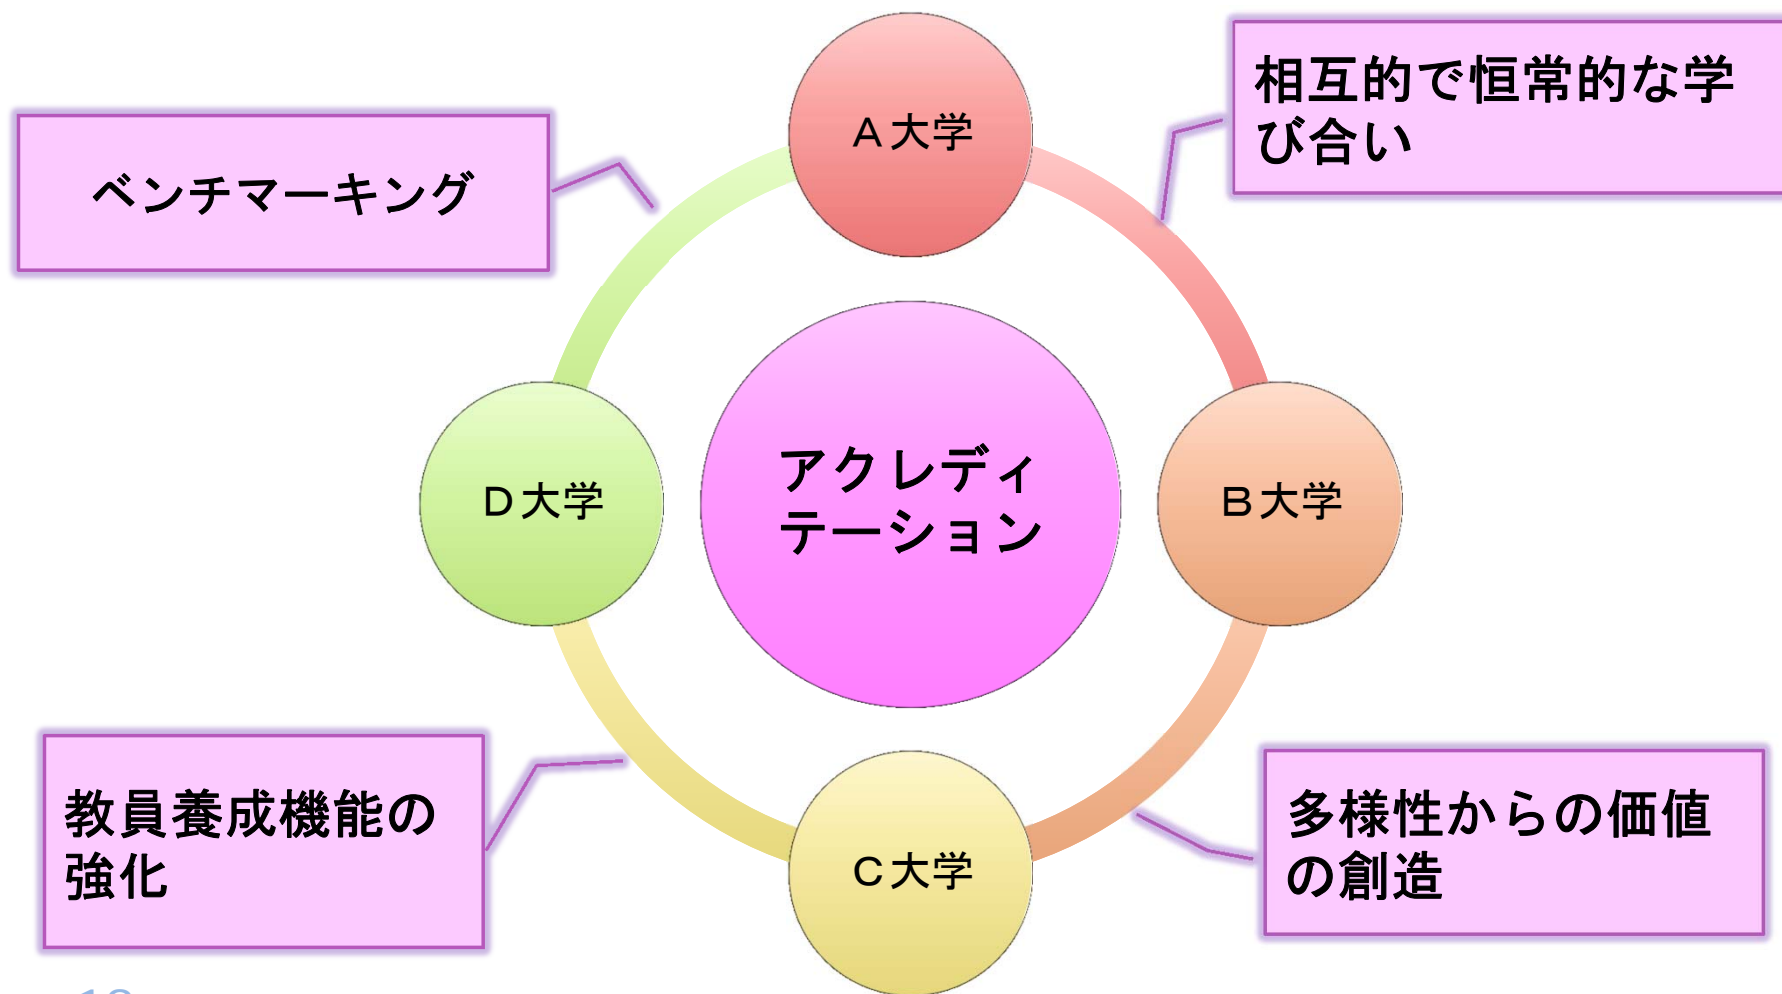 A大学
相互的で恒常的な学
び合い
ベンチマーキング
アクレディ
テーション
D大学
B大学
教員養成機能の
強化
C大学
多様性からの価値
の創造